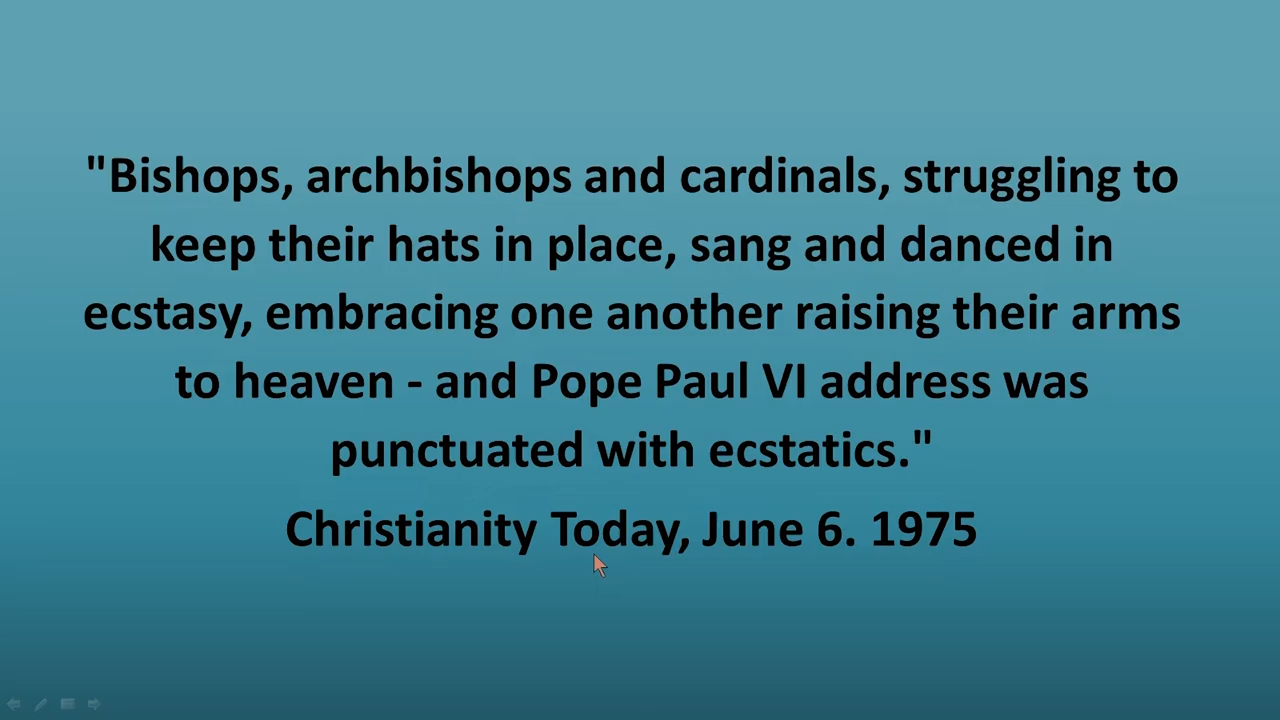 "Bishops, archbishops and cardinals, struggling to
keep their hats in place, sang and danced in
ecstasy, embracing one another raising their arms
to heaven - and Pope Paul VI address was
punctuated with ecstatics."
Christianity Today, June 6. 1975